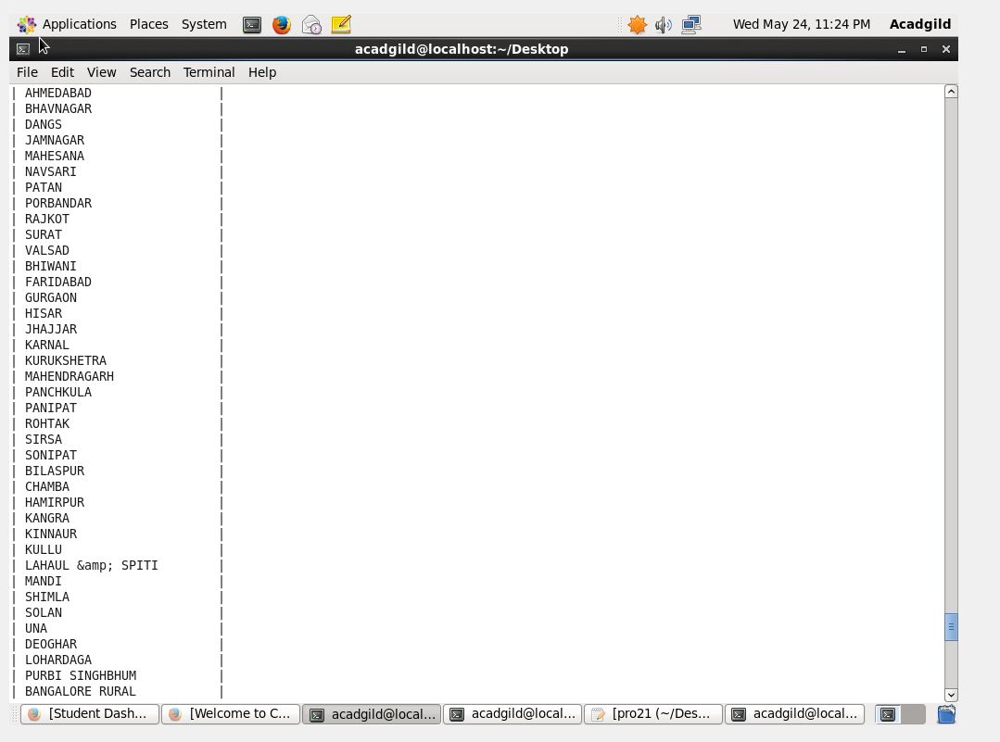 Applications Places System Wed May 24, 11:24 PM Acadgild
acadgild@localhost:~/Desktop
File Edit View Search Terminal Help
| AHMEDABAD |
| BHAVNAGAR |
| DANGS |
| JAMNAGAR |
| MAHESANA |
| NAVSARI |
| PATAN |
| PORBANDAR |
| RAJKOT |
| SURAT |
| VALSAD |
| BHIWANI |
| FARIDABAD |
| GURGAON |
| HISAR |
| JHAJJAR |
| KARNAL |
| KURUKSHETRA |
| MAHENDRAGARH |
| PANCHKULA |
| PANIPAT |
| ROHTAK |
| SIRSA |
| SONIPAT |
| BILASPUR |
| CHAMBA |
| HAMIRPUR |
| KANGRA |
| KINNAUR |
| KULLU |
| LAHAUL &amp; SPITI |
| MANDI |
| SHIMLA |
| SOLAN |
| UNA |
| DEOGHAR |
| LOHARDAGA |
| PURBI SINGHBHUM |
| BANGALORE RURAL |
[Student Dash... [Welcome to C... acadgild@local... acadgild@local... [pro21 (~/Des... acadgild@local...